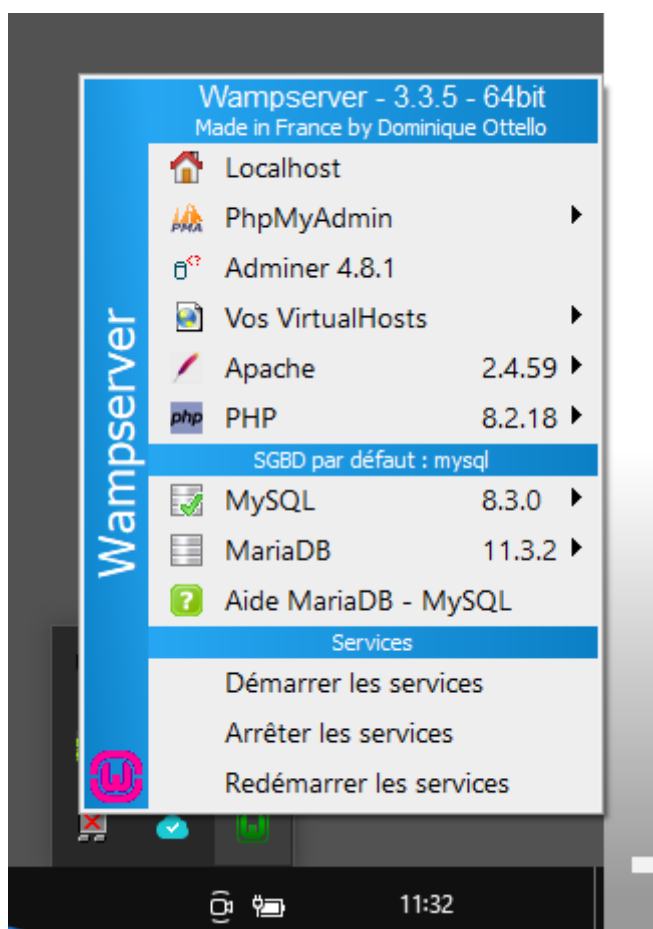 Wampserver - 3.3.5 - 64bit
Made in France by Dominique Ottello
Localhost
PMA PhpMyAdmin
Adminer 4.8.1
Vos VirtualHosts
Apache 2.4.59
php PHP 8.2.18
SGBD par défaut : mysql
MySQL 8.3.0
MariaDB 11.3.2
? Aide MariaDB - MySQL
Services
Démarrer les services
Arrêter les services
Redémarrer les services
Wampserver
W
11:32